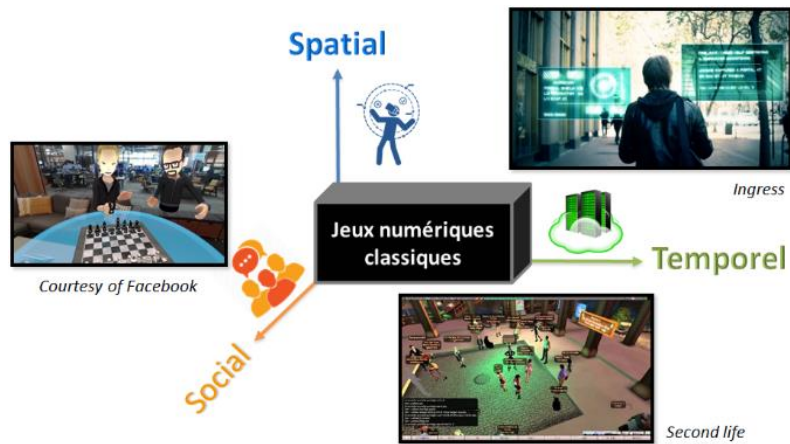 Spatial
Ingress
Jeux numériques
classiques
Temporel
Courtesy of Facebook
Social
Second life